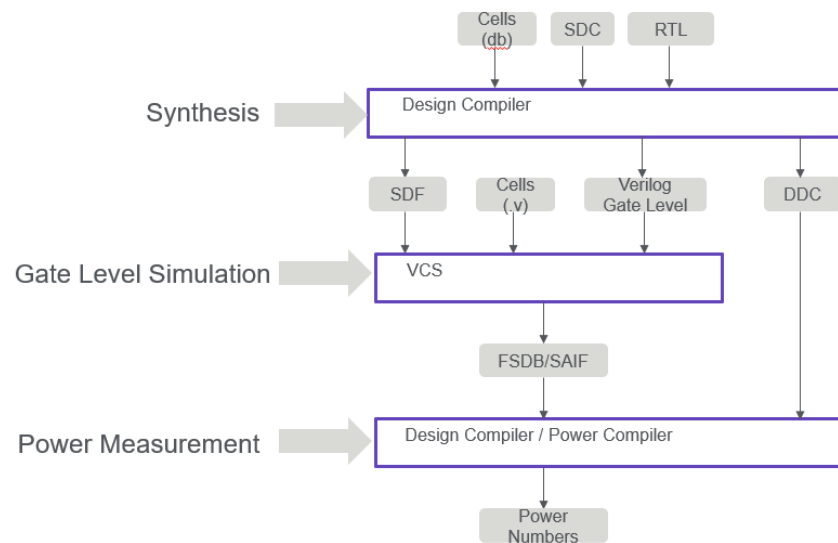 Cells
(db)
SDC
RTL
Synthesis
Design Compiler
SDF
Cells
(.v)
Verilog
Gate Level
DDC
Gate Level Simulation
VCS
FSDB/SAIF
Power Measurement
Design Compiler / Power Compiler
Power
Numbers